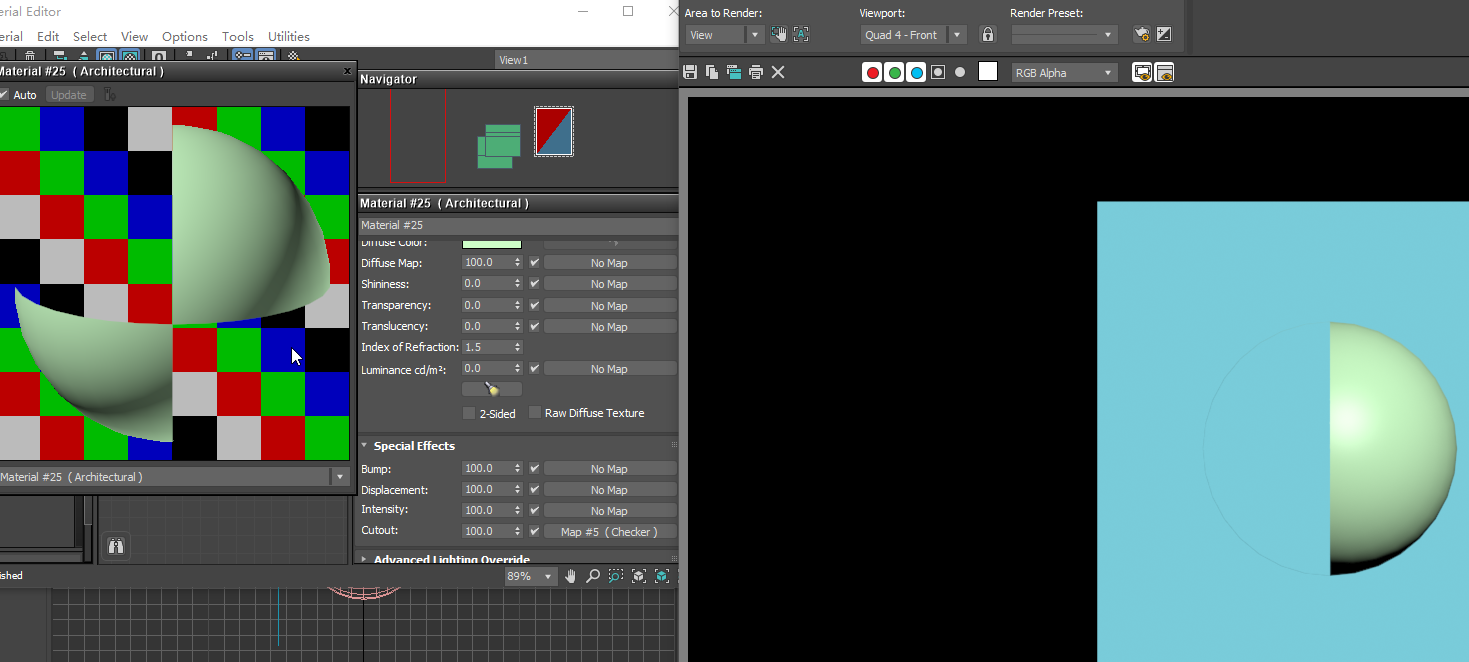 erial Editor
erial Edit Select View Options Tools Utilities
View1
Material #25 ( Architectural )
x
Auto Update
Navigator
Material #25 ( Architectural )
Material #25
Diffuse Color:
Diffuse Map: 100.0 No Map
Shininess: 0.0 No Map
Transparency: 0.0 No Map
Translucency: 0.0 No Map
Index of Refraction: 1.5
Luminance cd/m²: 0.0 No Map
2-Sided Raw Diffuse Texture
Special Effects
Bump: 100.0 No Map
Displacement: 100.0 No Map
Intensity: 100.0 No Map
Cutout: 100.0 Map #5 ( Checker )
Advanced Lighting Override
Material #25 ( Architectural )
ished
89%
Area to Render: Viewport: Render Preset:
View Quad 4 - Front
RGB Alpha